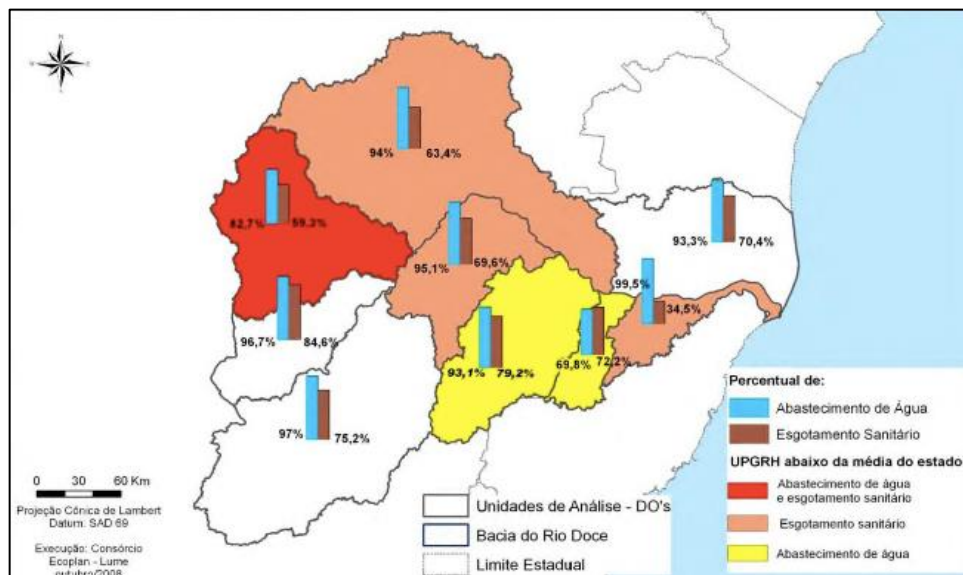 94% 63,4%
82,7% 59,3%
93,3% 70,4%
95,1% 69,6%
99,5%
34,5%
96,7% 84,6%
93,1% 79,2%
69,8% 72,2%
97% 75,2%
0 30 60 Km
Projeção Cônica de Lambert
Datum: SAD 69
Execução: Consórcio
Ecoplan - Lume
outubro/2008
Unidades de Análise - DO's
Bacia do Rio Doce
Limite Estadual
Percentual de:
Abastecimento de Água
Esgotamento Sanitário
UPGRH abaixo da média do estado
Abastecimento de água
e esgotamento sanitário
Esgotamento sanitário
Abastecimento de água